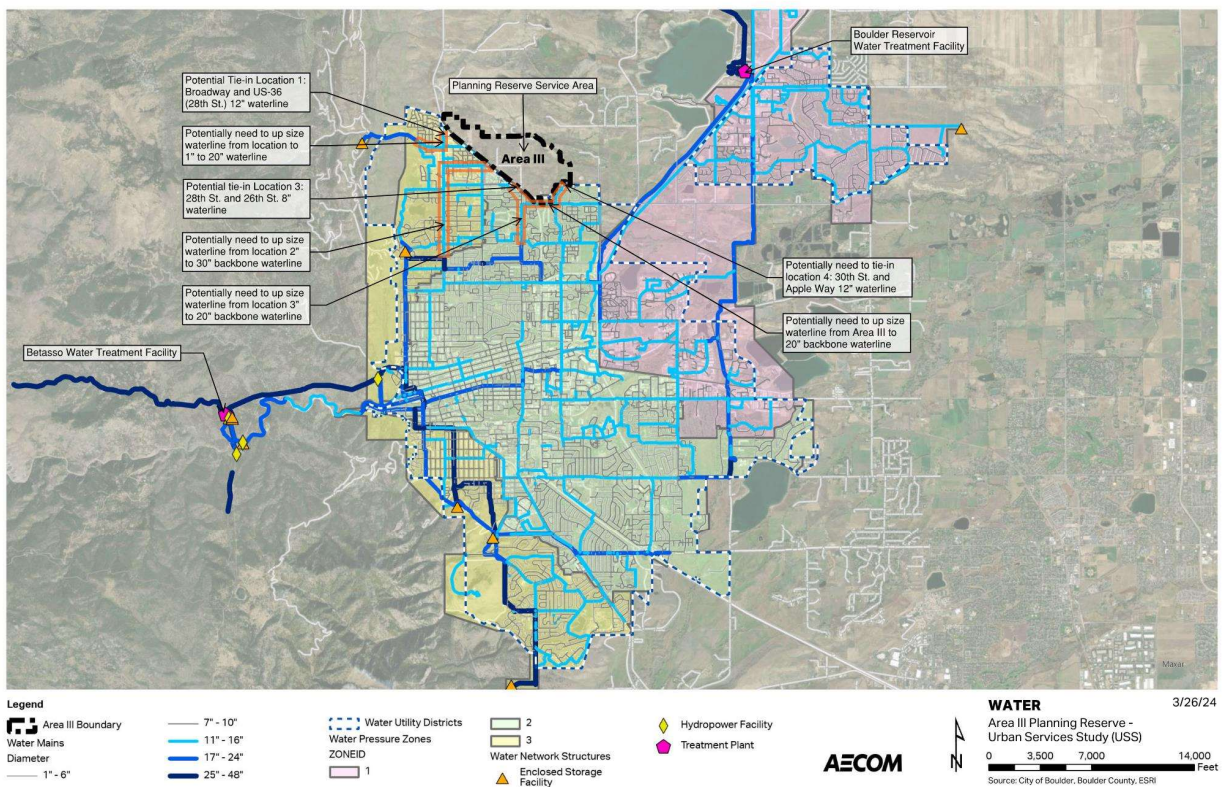 Boulder Reservoir
Water Treatment Facility
Potential Tie-in Location 1:
Broadway and US-36
(28th St.) 12" waterline
Planning Reserve Service Area
Potentially need to up size
waterline from location to
1" to 20" waterline
Area III
Potential tie-in Location 3:
28th St. and 26th St. 8"
waterline
Potentially need to up size
waterline from location 2"
to 30" backbone waterline
Potentially need to tie-in
location 4: 30th St. and
Apple Way 12" waterline
Potentially need to up size
waterline from location 3"
to 20" backbone waterline
Potentially need to up size
waterline from Area III to
20" backbone waterline
Betasso Water Treatment Facility
Maxar
Legend
Area III Boundary
Water Mains
Diameter
1" - 6"
7" - 10"
11" - 16"
17" - 24"
25" - 48"
Water Utility Districts
Water Pressure Zones
ZONEID
1
2
3
Water Network Structures
Enclosed Storage
Facility
Hydropower Facility
Treatment Plant
AECOM
N
WATER
3/26/24
Area III Planning Reserve -
Urban Services Study (USS)
0 3,500 7,000 14,000
Feet
Source: City of Boulder, Boulder County, ESRI